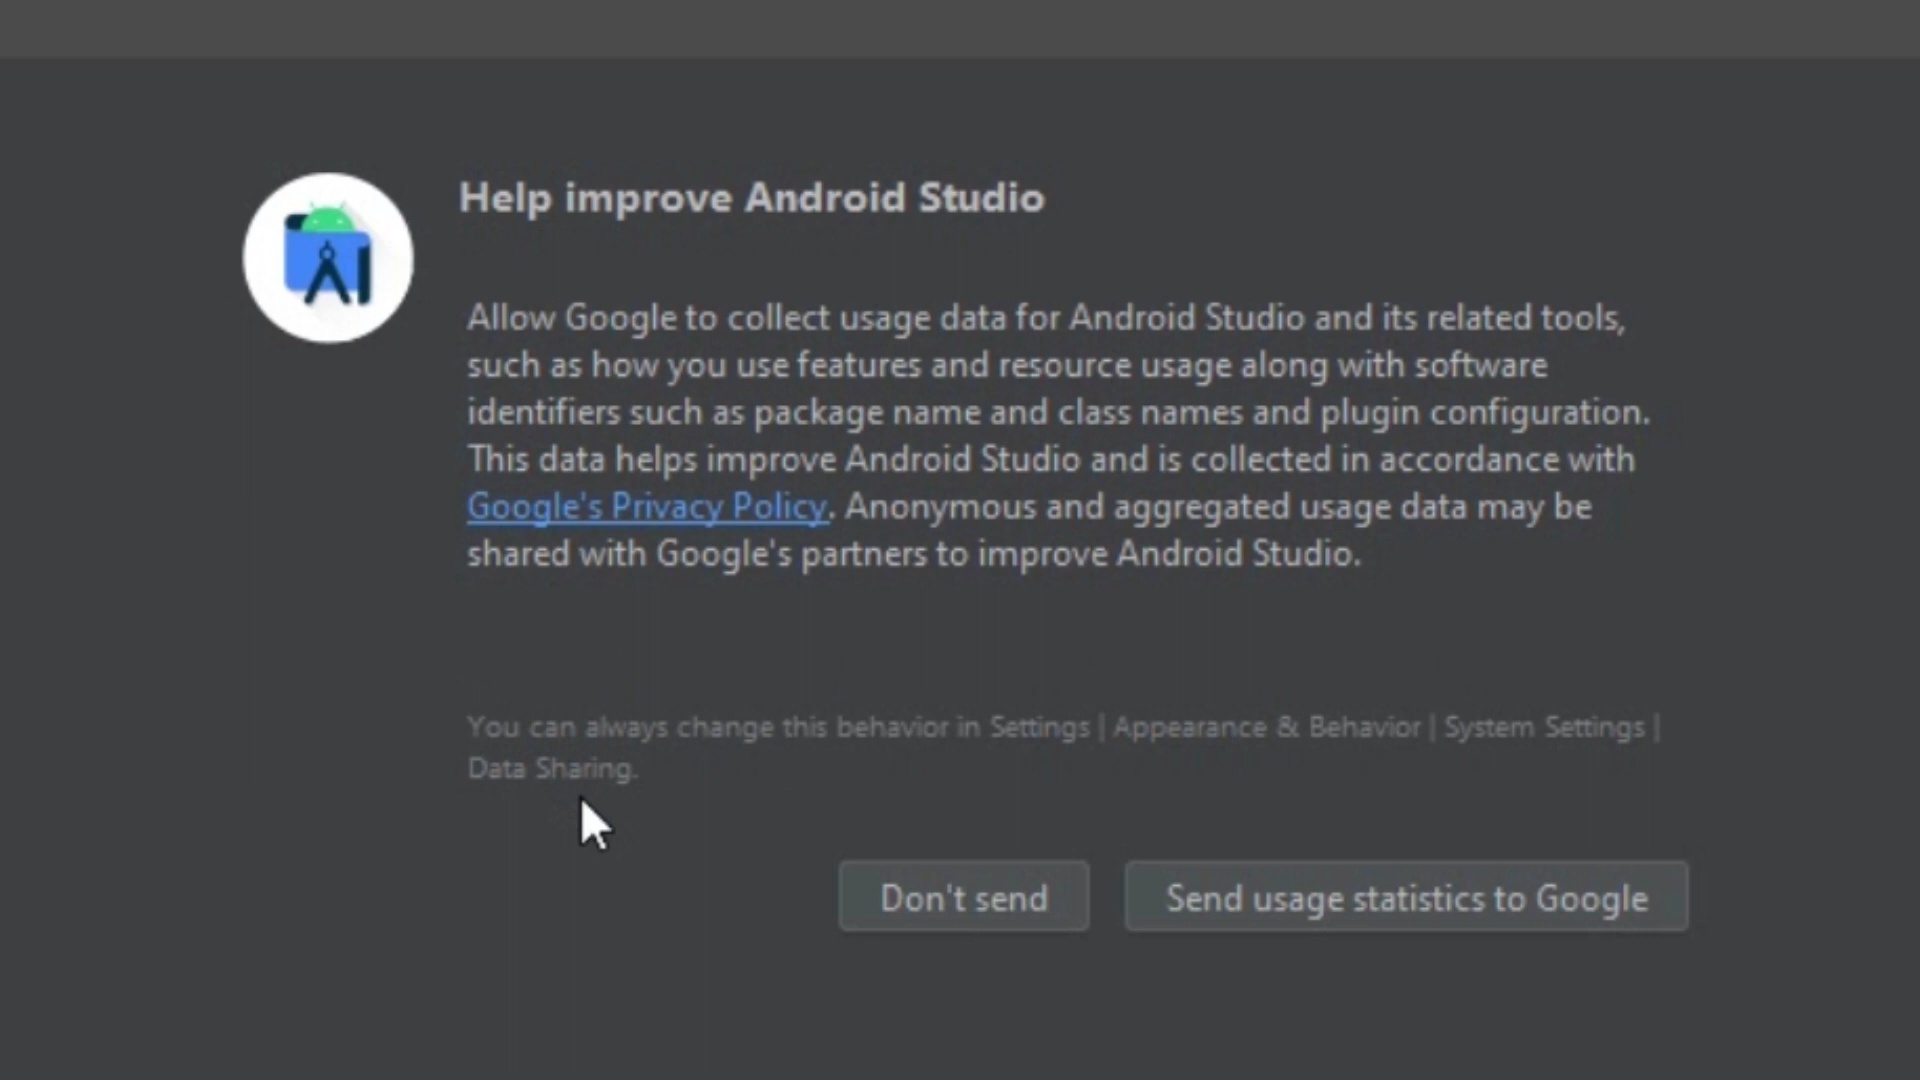 Help improve Android Studio
Allow Google to collect usage data for Android Studio and its related tools,
such as how you use features and resource usage along with software
identifiers such as package name and class names and plugin configuration.
This data helps improve Android Studio and is collected in accordance with
Google's Privacy Policy. Anonymous and aggregated usage data may be
shared with Google's partners to improve Android Studio.
You can always change this behavior in Settings | Appearance & Behavior | System Settings |
Data Sharing.
Don't send
Send usage statistics to Google